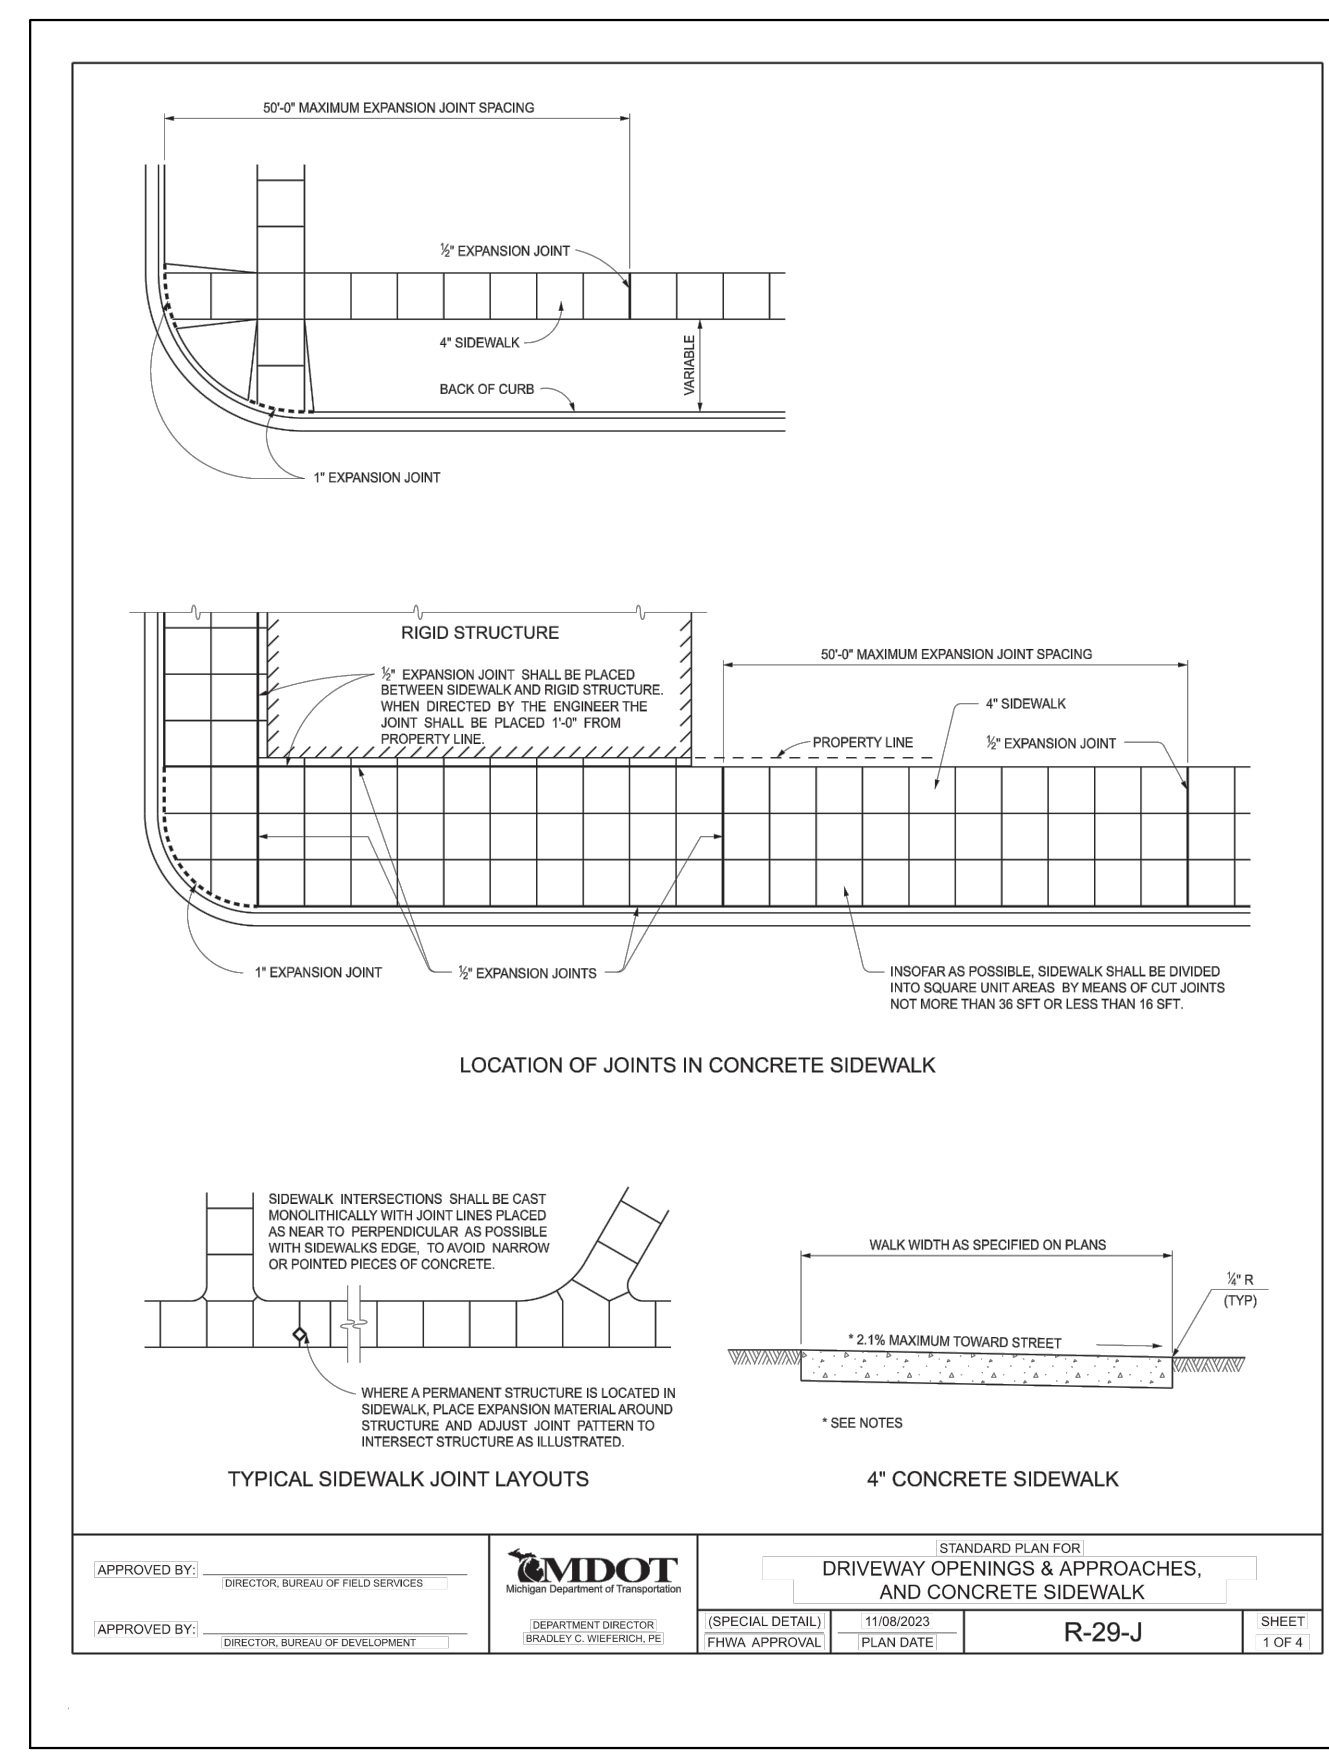 50'-0" MAXIMUM EXPANSION JOINT SPACING
½" EXPANSION JOINT
4" SIDEWALK
VARIABLE
BACK OF CURB
1" EXPANSION JOINT
RIGID STRUCTURE
½" EXPANSION JOINT SHALL BE PLACED
BETWEEN SIDEWALK AND RIGID STRUCTURE.
WHEN DIRECTED BY THE ENGINEER THE
JOINT SHALL BE PLACED 1'-0" FROM
PROPERTY LINE.
50'-0" MAXIMUM EXPANSION JOINT SPACING
4" SIDEWALK
PROPERTY LINE
½" EXPANSION JOINT
1" EXPANSION JOINT
½" EXPANSION JOINTS
INSOFAR AS POSSIBLE, SIDEWALK SHALL BE DIVIDED
INTO SQUARE UNIT AREAS BY MEANS OF CUT JOINTS
NOT MORE THAN 36 SFT OR LESS THAN 16 SFT.
LOCATION OF JOINTS IN CONCRETE SIDEWALK
SIDEWALK INTERSECTIONS SHALL BE CAST
MONOLITHICALLY WITH JOINT LINES PLACED
AS NEAR TO PERPENDICULAR AS POSSIBLE
WITH SIDEWALKS EDGE, TO AVOID NARROW
OR POINTED PIECES OF CONCRETE.
WHERE A PERMANENT STRUCTURE IS LOCATED IN
SIDEWALK, PLACE EXPANSION MATERIAL AROUND
STRUCTURE AND ADJUST JOINT PATTERN TO
INTERSECT STRUCTURE AS ILLUSTRATED.
TYPICAL SIDEWALK JOINT LAYOUTS
WALK WIDTH AS SPECIFIED ON PLANS
¼" R
(TYP)
* 2.1% MAXIMUM TOWARD STREET
* SEE NOTES
4" CONCRETE SIDEWALK
APPROVED BY:
DIRECTOR, BUREAU OF FIELD SERVICES
APPROVED BY:
DIRECTOR, BUREAU OF DEVELOPMENT
MDOT
Michigan Department of Transportation
DEPARTMENT DIRECTOR
BRADLEY C. WIEFERICH, PE
STANDARD PLAN FOR
DRIVEWAY OPENINGS & APPROACHES,
AND CONCRETE SIDEWALK
(SPECIAL DETAIL)
FHWA APPROVAL
11/08/2023
PLAN DATE
R-29-J
SHEET
1 OF 4